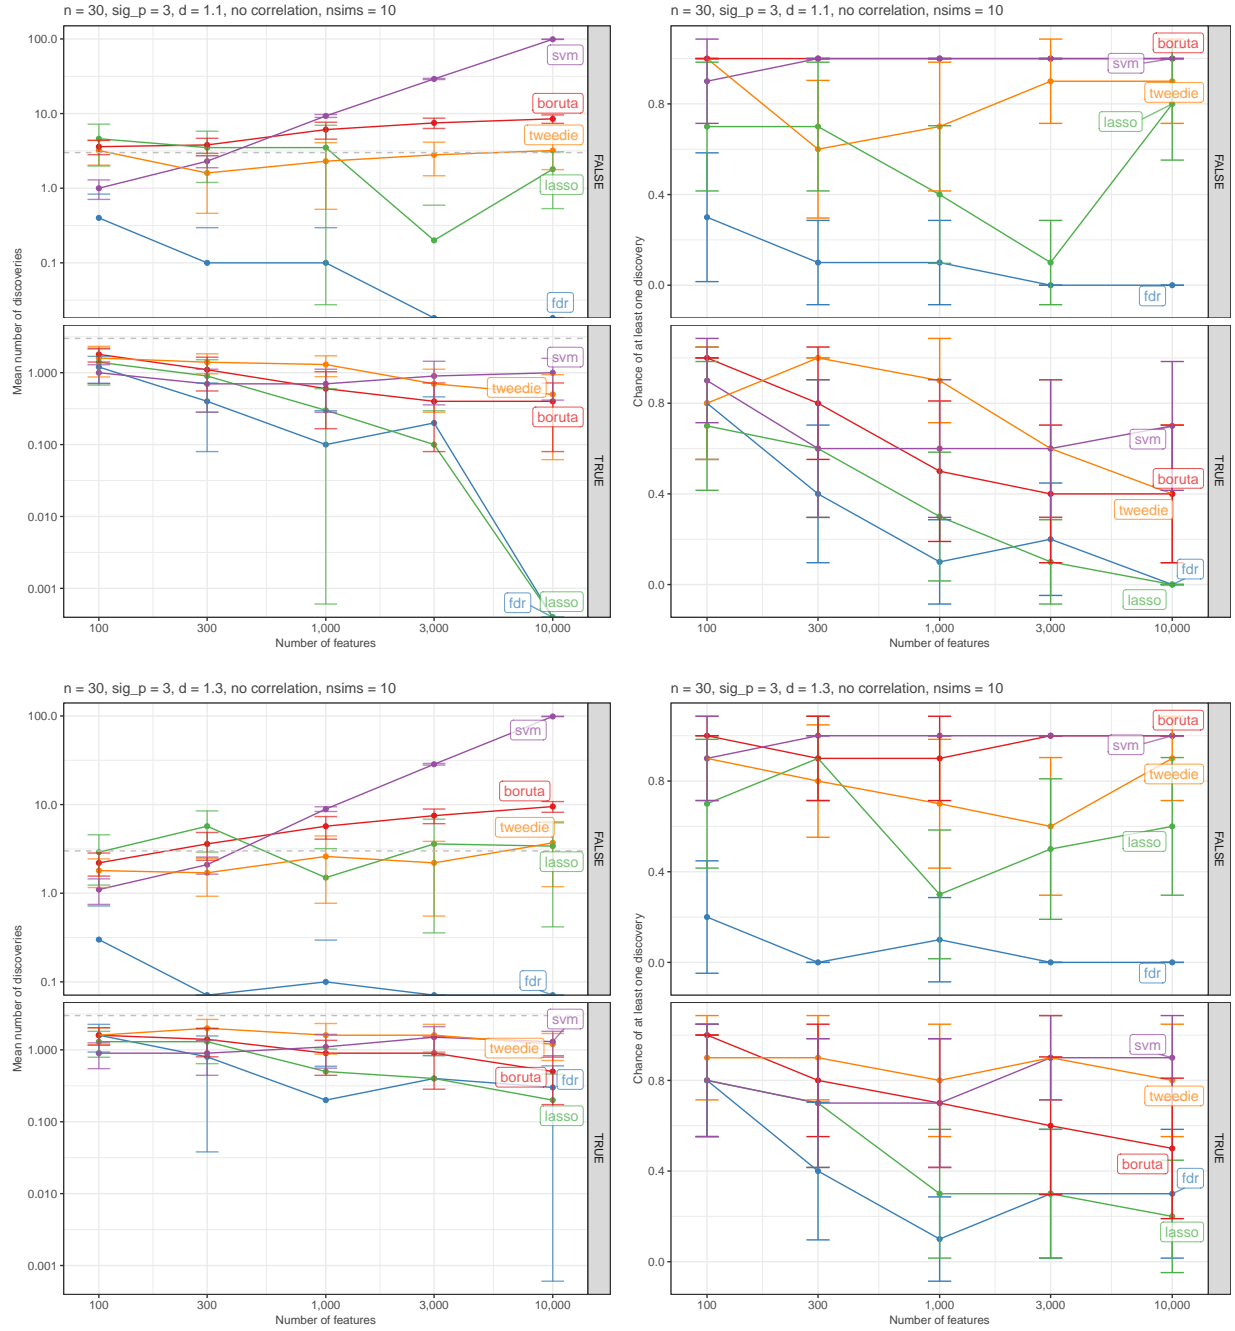 n = 30, sig_p = 3, d = 1.1, no correlation, nsims = 10
Mean number of discoveries
100.0
10.0
1.0
0.1
svm
boruta
tweedie
lasso
fdr
FALSE
1.000
0.100
0.010
0.001
svm
tweedie
boruta
fdr
lasso
TRUE
100
300
1,000
3,000
10,000
Number of features
n = 30, sig_p = 3, d = 1.1, no correlation, nsims = 10
Chance of at least one discovery
0.8
0.4
0.0
boruta
svm
tweedie
lasso
fdr
FALSE
0.8
0.4
0.0
svm
boruta
tweedie
fdr
lasso
TRUE
100
300
1,000
3,000
10,000
Number of features
n = 30, sig_p = 3, d = 1.3, no correlation, nsims = 10
Mean number of discoveries
100.0
10.0
1.0
0.1
svm
boruta
tweedie
lasso
fdr
FALSE
1.000
0.100
0.010
0.001
svm
tweedie
boruta
fdr
lasso
TRUE
100
300
1,000
3,000
10,000
Number of features
n = 30, sig_p = 3, d = 1.3, no correlation, nsims = 10
Chance of at least one discovery
0.8
0.4
0.0
boruta
svm
tweedie
lasso
fdr
FALSE
0.8
0.4
0.0
svm
tweedie
boruta
fdr
lasso
TRUE
100
300
1,000
3,000
10,000
Number of features